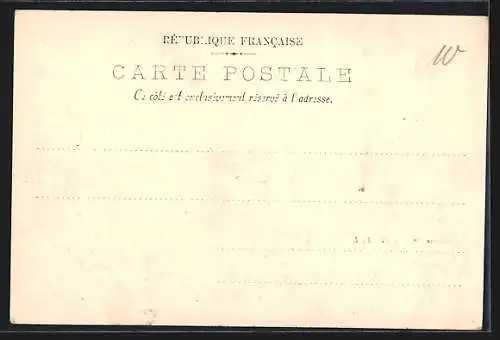 RÉPUBLIQUE FRANÇAISE
CARTE POSTALE
Ce côté est exclusivement réservé à l'adresse.